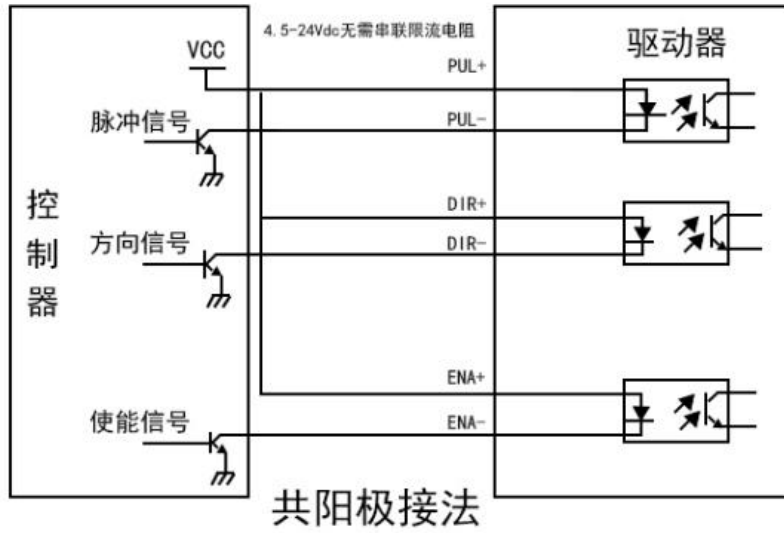 4.5-24Vdc无需串联限流电阻
VCC
PUL+
驱动器
脉冲信号
PUL-
控制器
DIR+
方向信号
DIR-
ENA+
使能信号
ENA-
共阳极接法